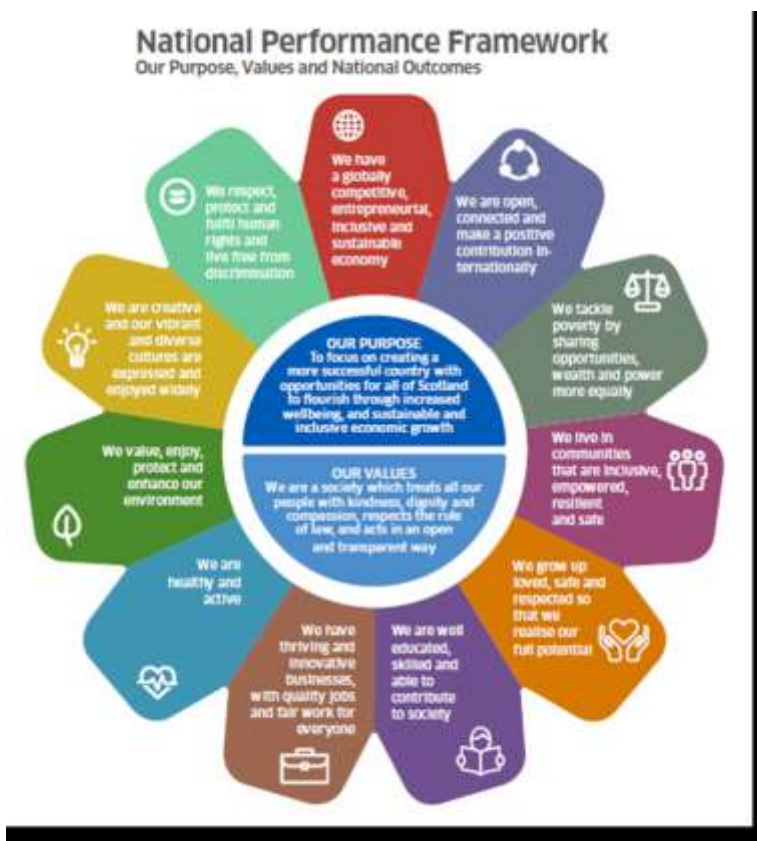 National Performance Framework
Our Purpose, Values and National Outcomes
We have
a globally
competitive,
entrepreneurial,
inclusive and
sustainable
economy
We are open,
connected and
make a positive
contribution in-
ternationally
We tackle
poverty by
sharing
opportunities,
wealth and power
more equally
We live in
communities
that are inclusive,
empowered,
resilient
and safe
We grow up
loved, safe and
respected so
that we
realise our
full potential
We are well
educated,
skilled and
able to
contribute
to society
We have
thriving and
innovative
businesses,
with quality jobs
and fair work for
everyone
We are
healthy and
active
We value, enjoy,
protect and
enhance our
environment
We are creative
and our vibrant
and diverse
cultures are
expressed and
enjoyed widely
We respect,
protect and
fulfil human
rights and
live free from
discrimination
OUR PURPOSE
To focus on creating a
more successful country with
opportunities for all of Scotland
to flourish through increased
wellbeing, and sustainable and
inclusive economic growth
OUR VALUES
We are a society which treats all our
people with kindness, dignity and
compassion, respects the rule
of law, and acts in an open
and transparent way